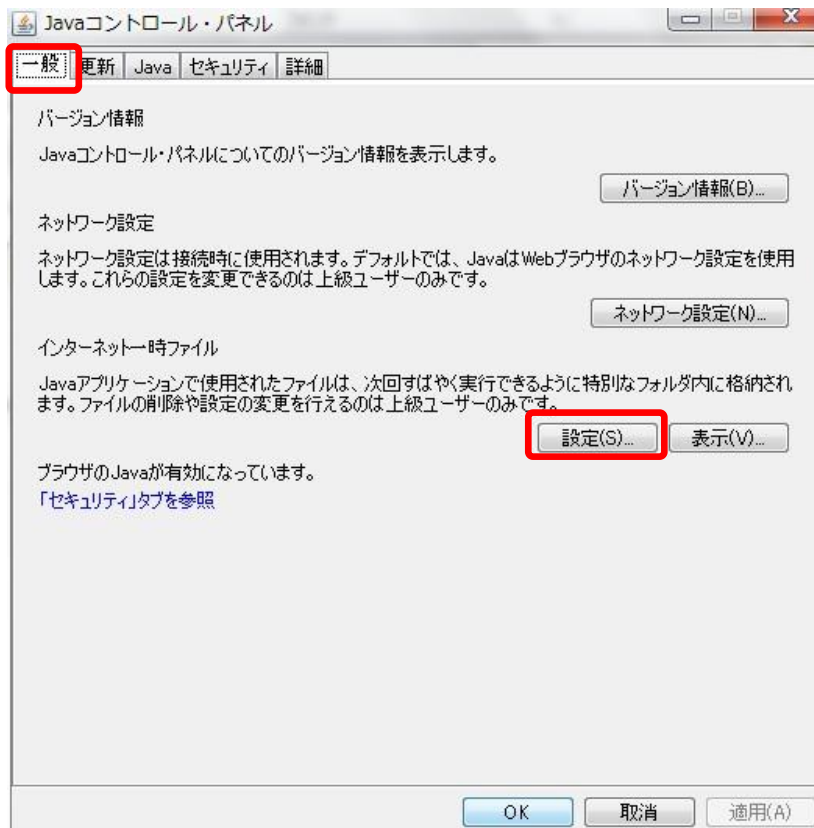 Javaコントロール・パネル
一般 更新 Java セキュリティ 詳細
バージョン情報
Javaコントロール・パネルについてのバージョン情報を表示します。
バージョン情報(B)...
ネットワーク設定
ネットワーク設定は接続時に使用されます。デフォルトでは、JavaはWebブラウザのネットワーク設定を使用
します。これらの設定を変更できるのは上級ユーザーのみです。
ネットワーク設定(N)...
インターネット一時ファイル
Javaアプリケーションで使用されたファイルは、次回すばやく実行できるように特別なフォルダ内に格納され
ます。ファイルの削除や設定の変更を行えるのは上級ユーザーのみです。
設定(S)... 表示(V)...
ブラウザのJavaが有効になっています。
「セキュリティ」タブを参照
OK 取消 適用(A)